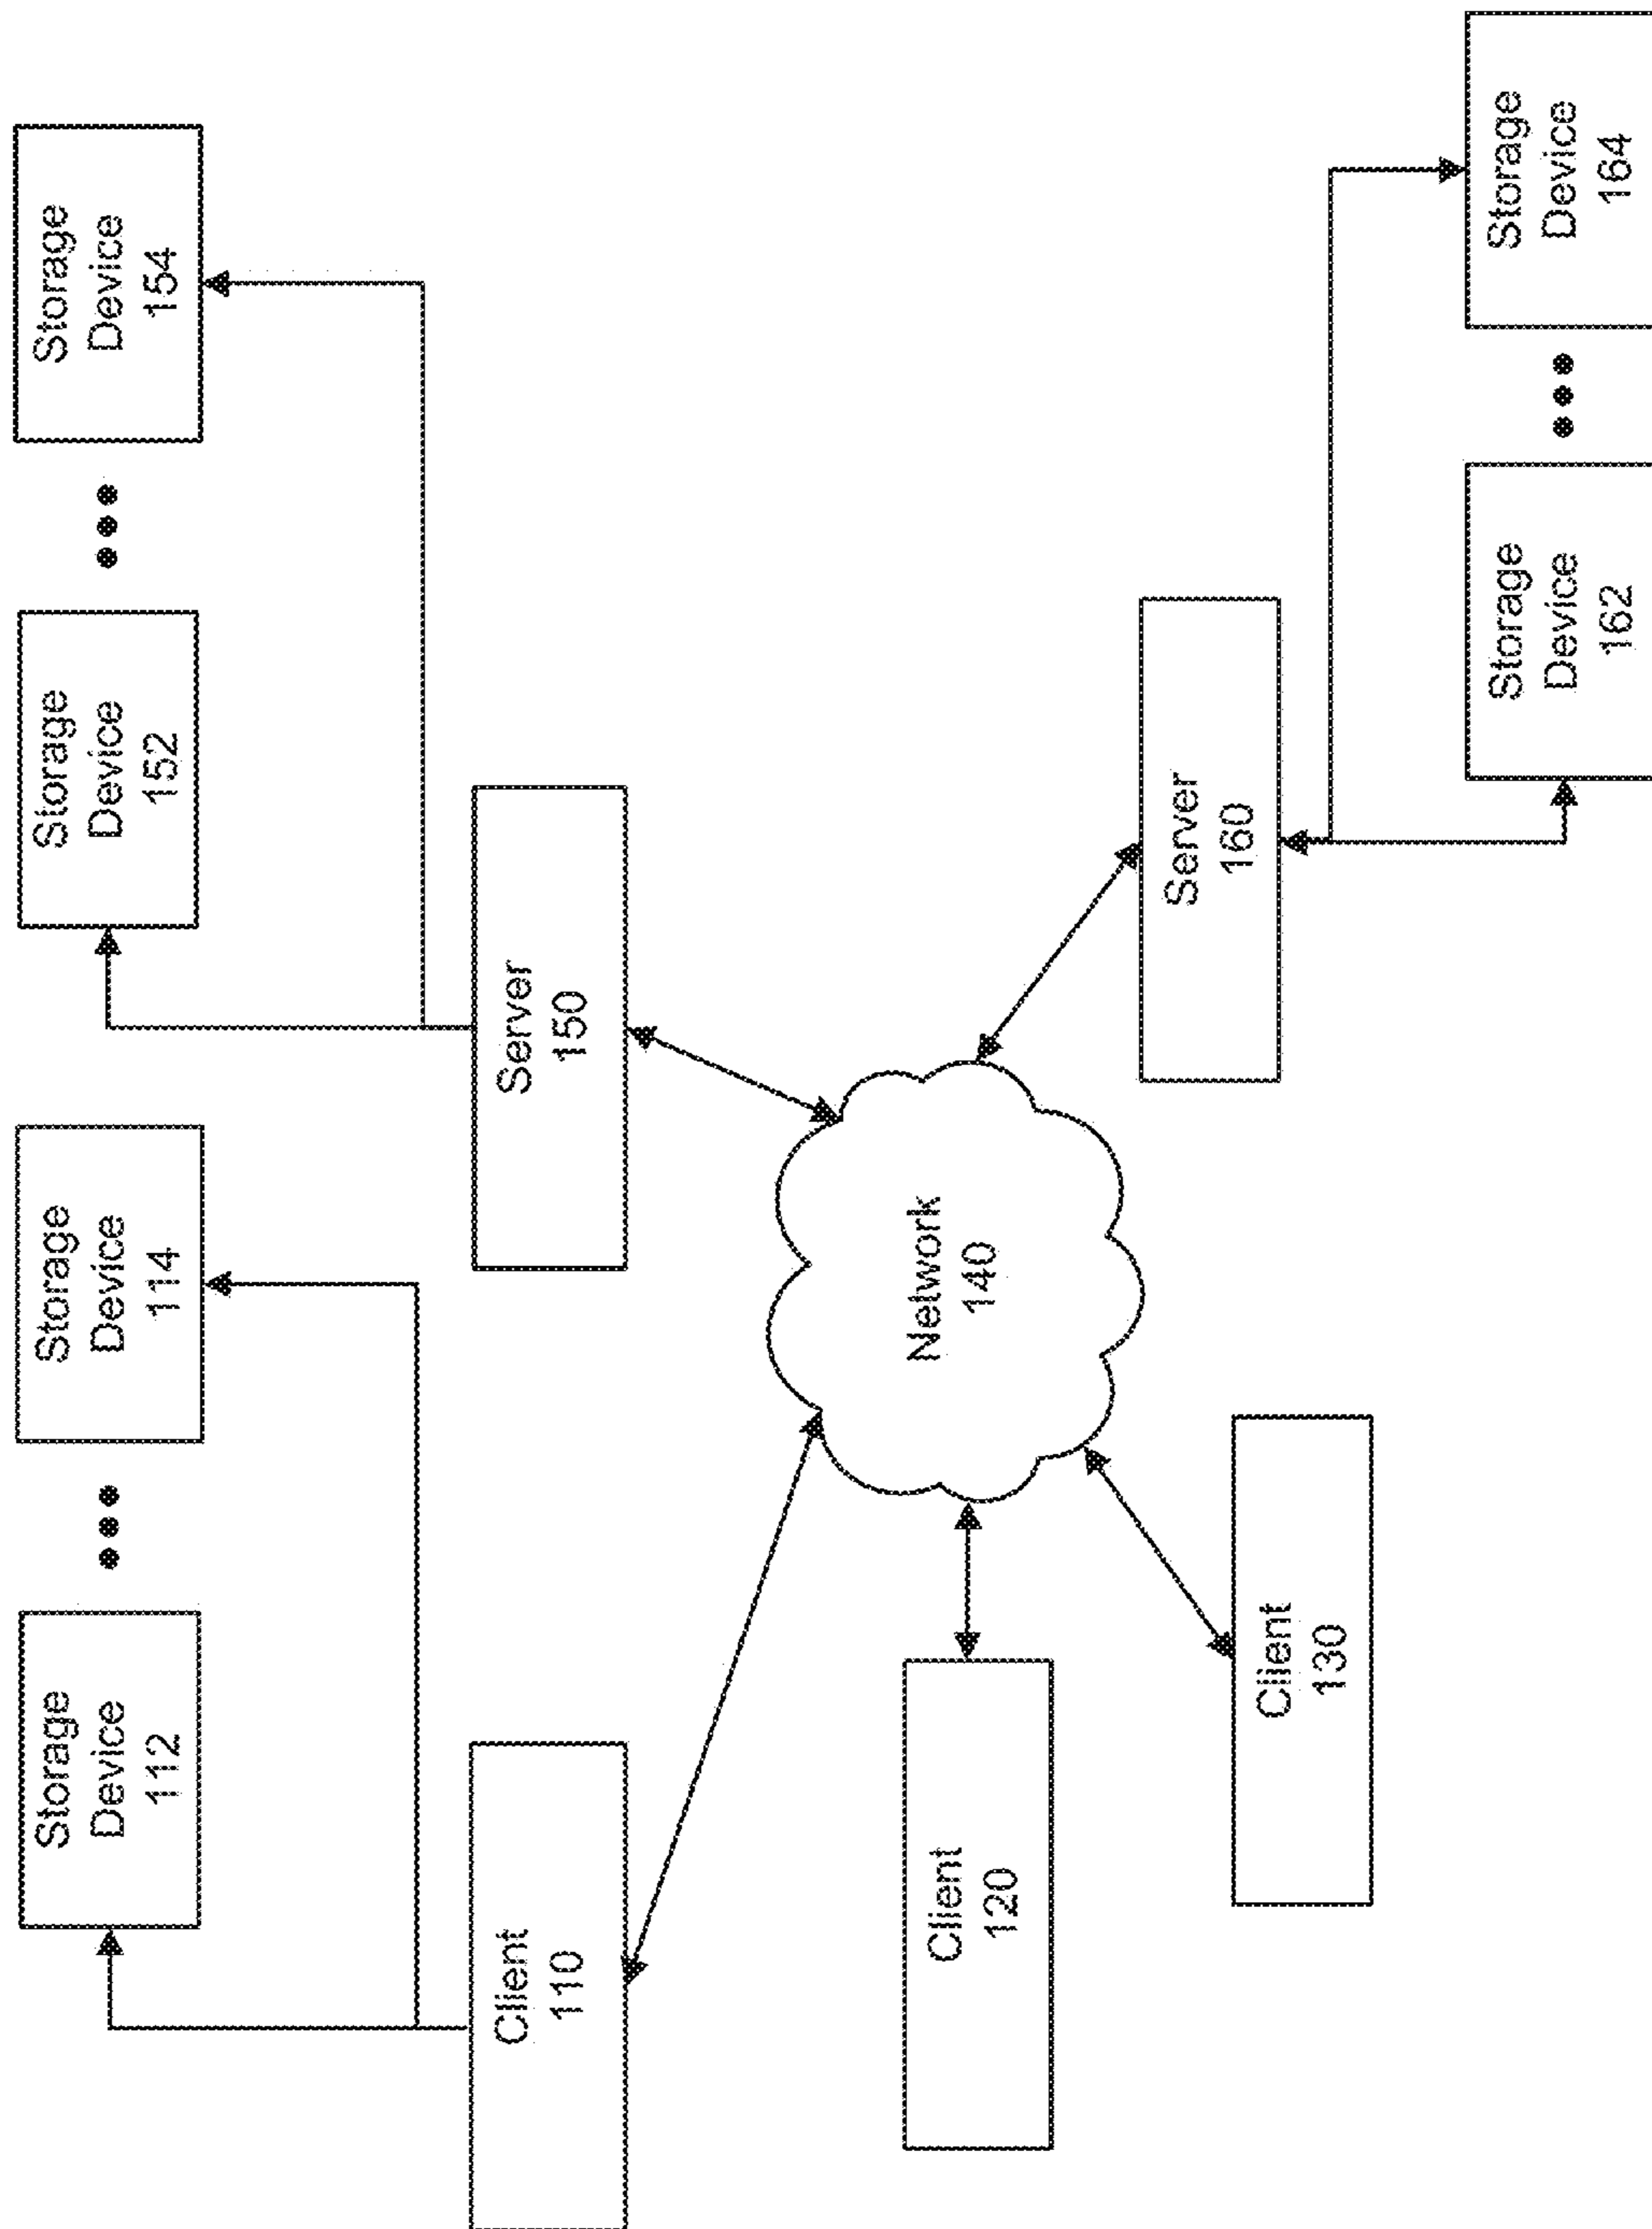 Storage
Device
112
Storage
Device
114
Storage
Device
152
Storage
Device
154
Client
110
Server
150
Network
140
Client
120
Server
160
Client
130
Storage
Device
162
Storage
Device
164